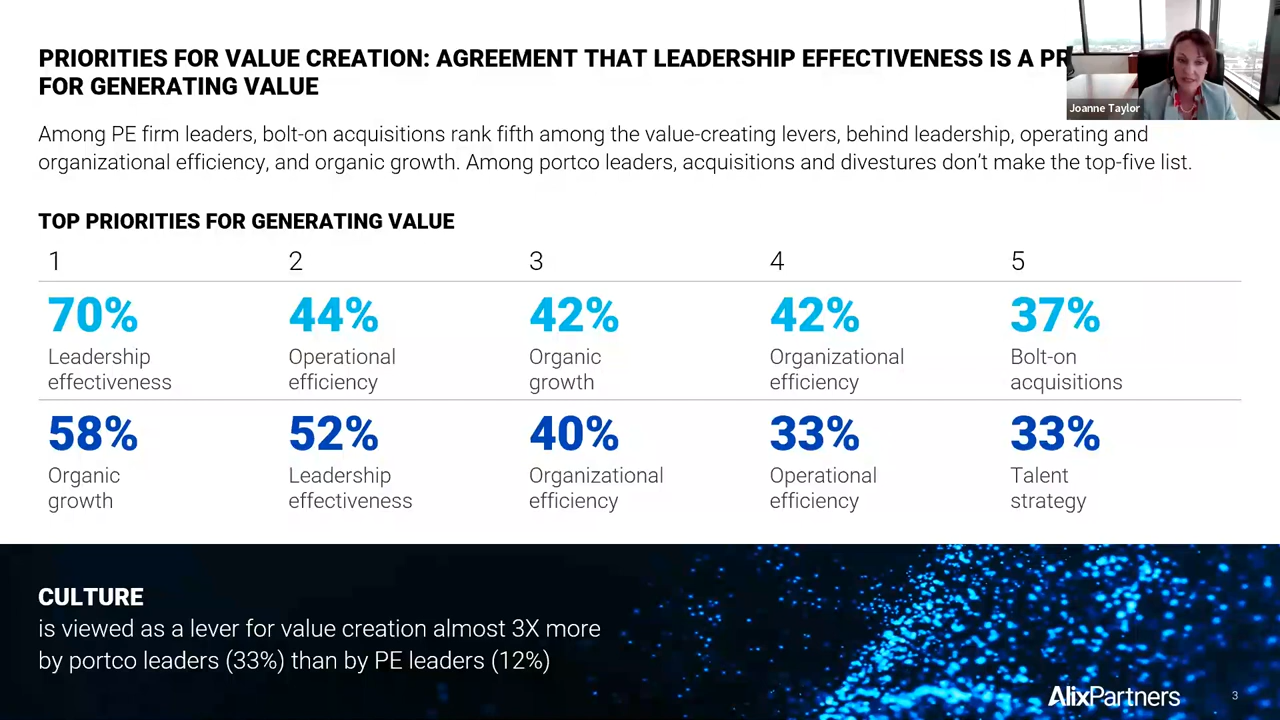 PRIORITIES FOR VALUE CREATION: AGREEMENT THAT LEADERSHIP EFFECTIVENESS IS A
FOR GENERATING VALUE
Joanne Taylor
Among PE firm leaders, bolt-on acquisitions rank fifth among the value-creating levers, behind leadership, operating and
organizational efficiency, and organic growth. Among portco leaders, acquisitions and divestures don't make the top-five list.
TOP PRIORITIES FOR GENERATING VALUE
1 2 3 4 5
70% 44% 42% 42% 37%
Leadership Operational Organic Organizational Bolt-on
effectiveness efficiency growth efficiency acquisitions
58% 52% 40% 33% 33%
Organic Leadership Organizational Operational Talent
growth effectiveness efficiency efficiency strategy
CULTURE
is viewed as a lever for value creation almost 3X more
by portco leaders (33%) than by PE leaders (12%)
AlixPartners 3